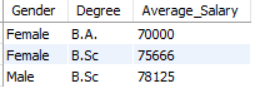 Gender Degree Average_Salary
Female B.A. 70000
Female B.Sc 75666
Male B.Sc 78125